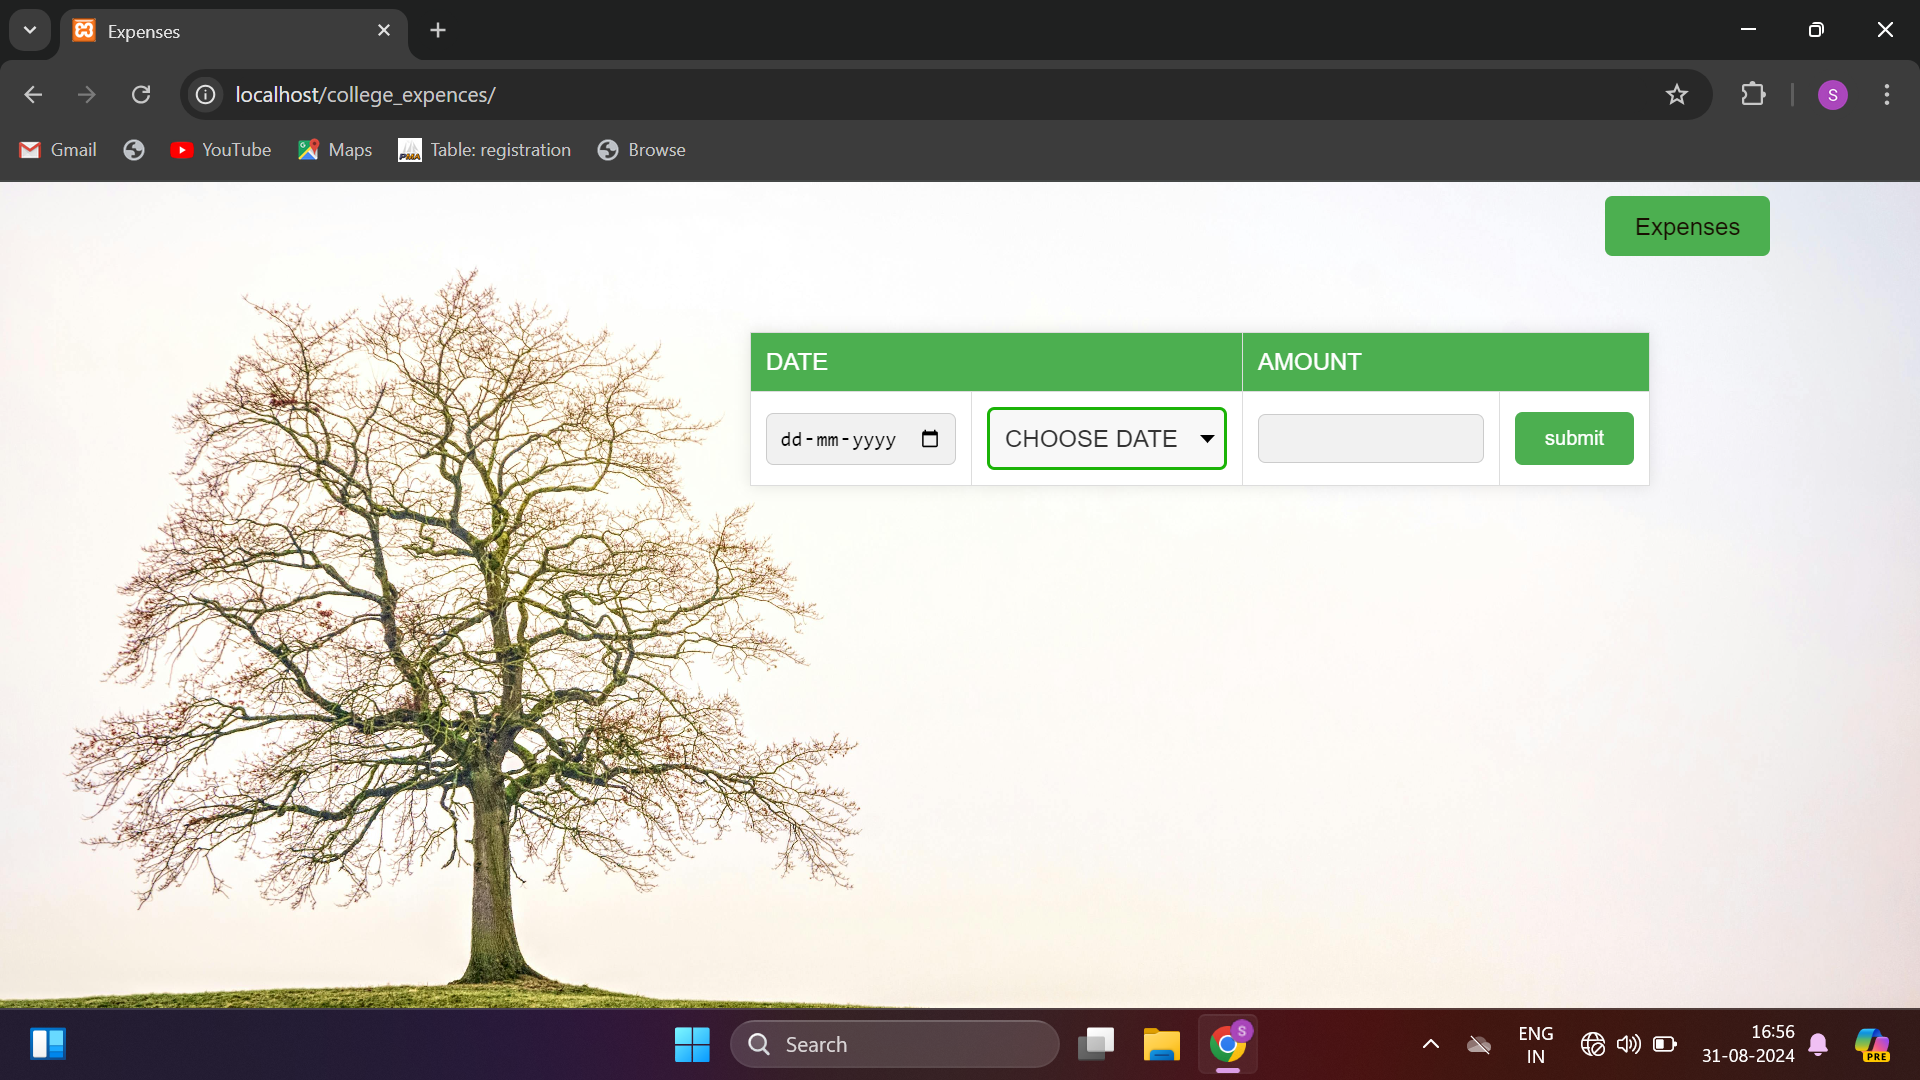 Expenses
localhost/college_expences/
S
Gmail
YouTube
Maps
PMA
Table: registration
Browse
Expenses
DATE
AMOUNT
dd-mm-yyyy
CHOOSE DATE
submit
Search
S
ENG
IN
16:56
31-08-2024
PRE